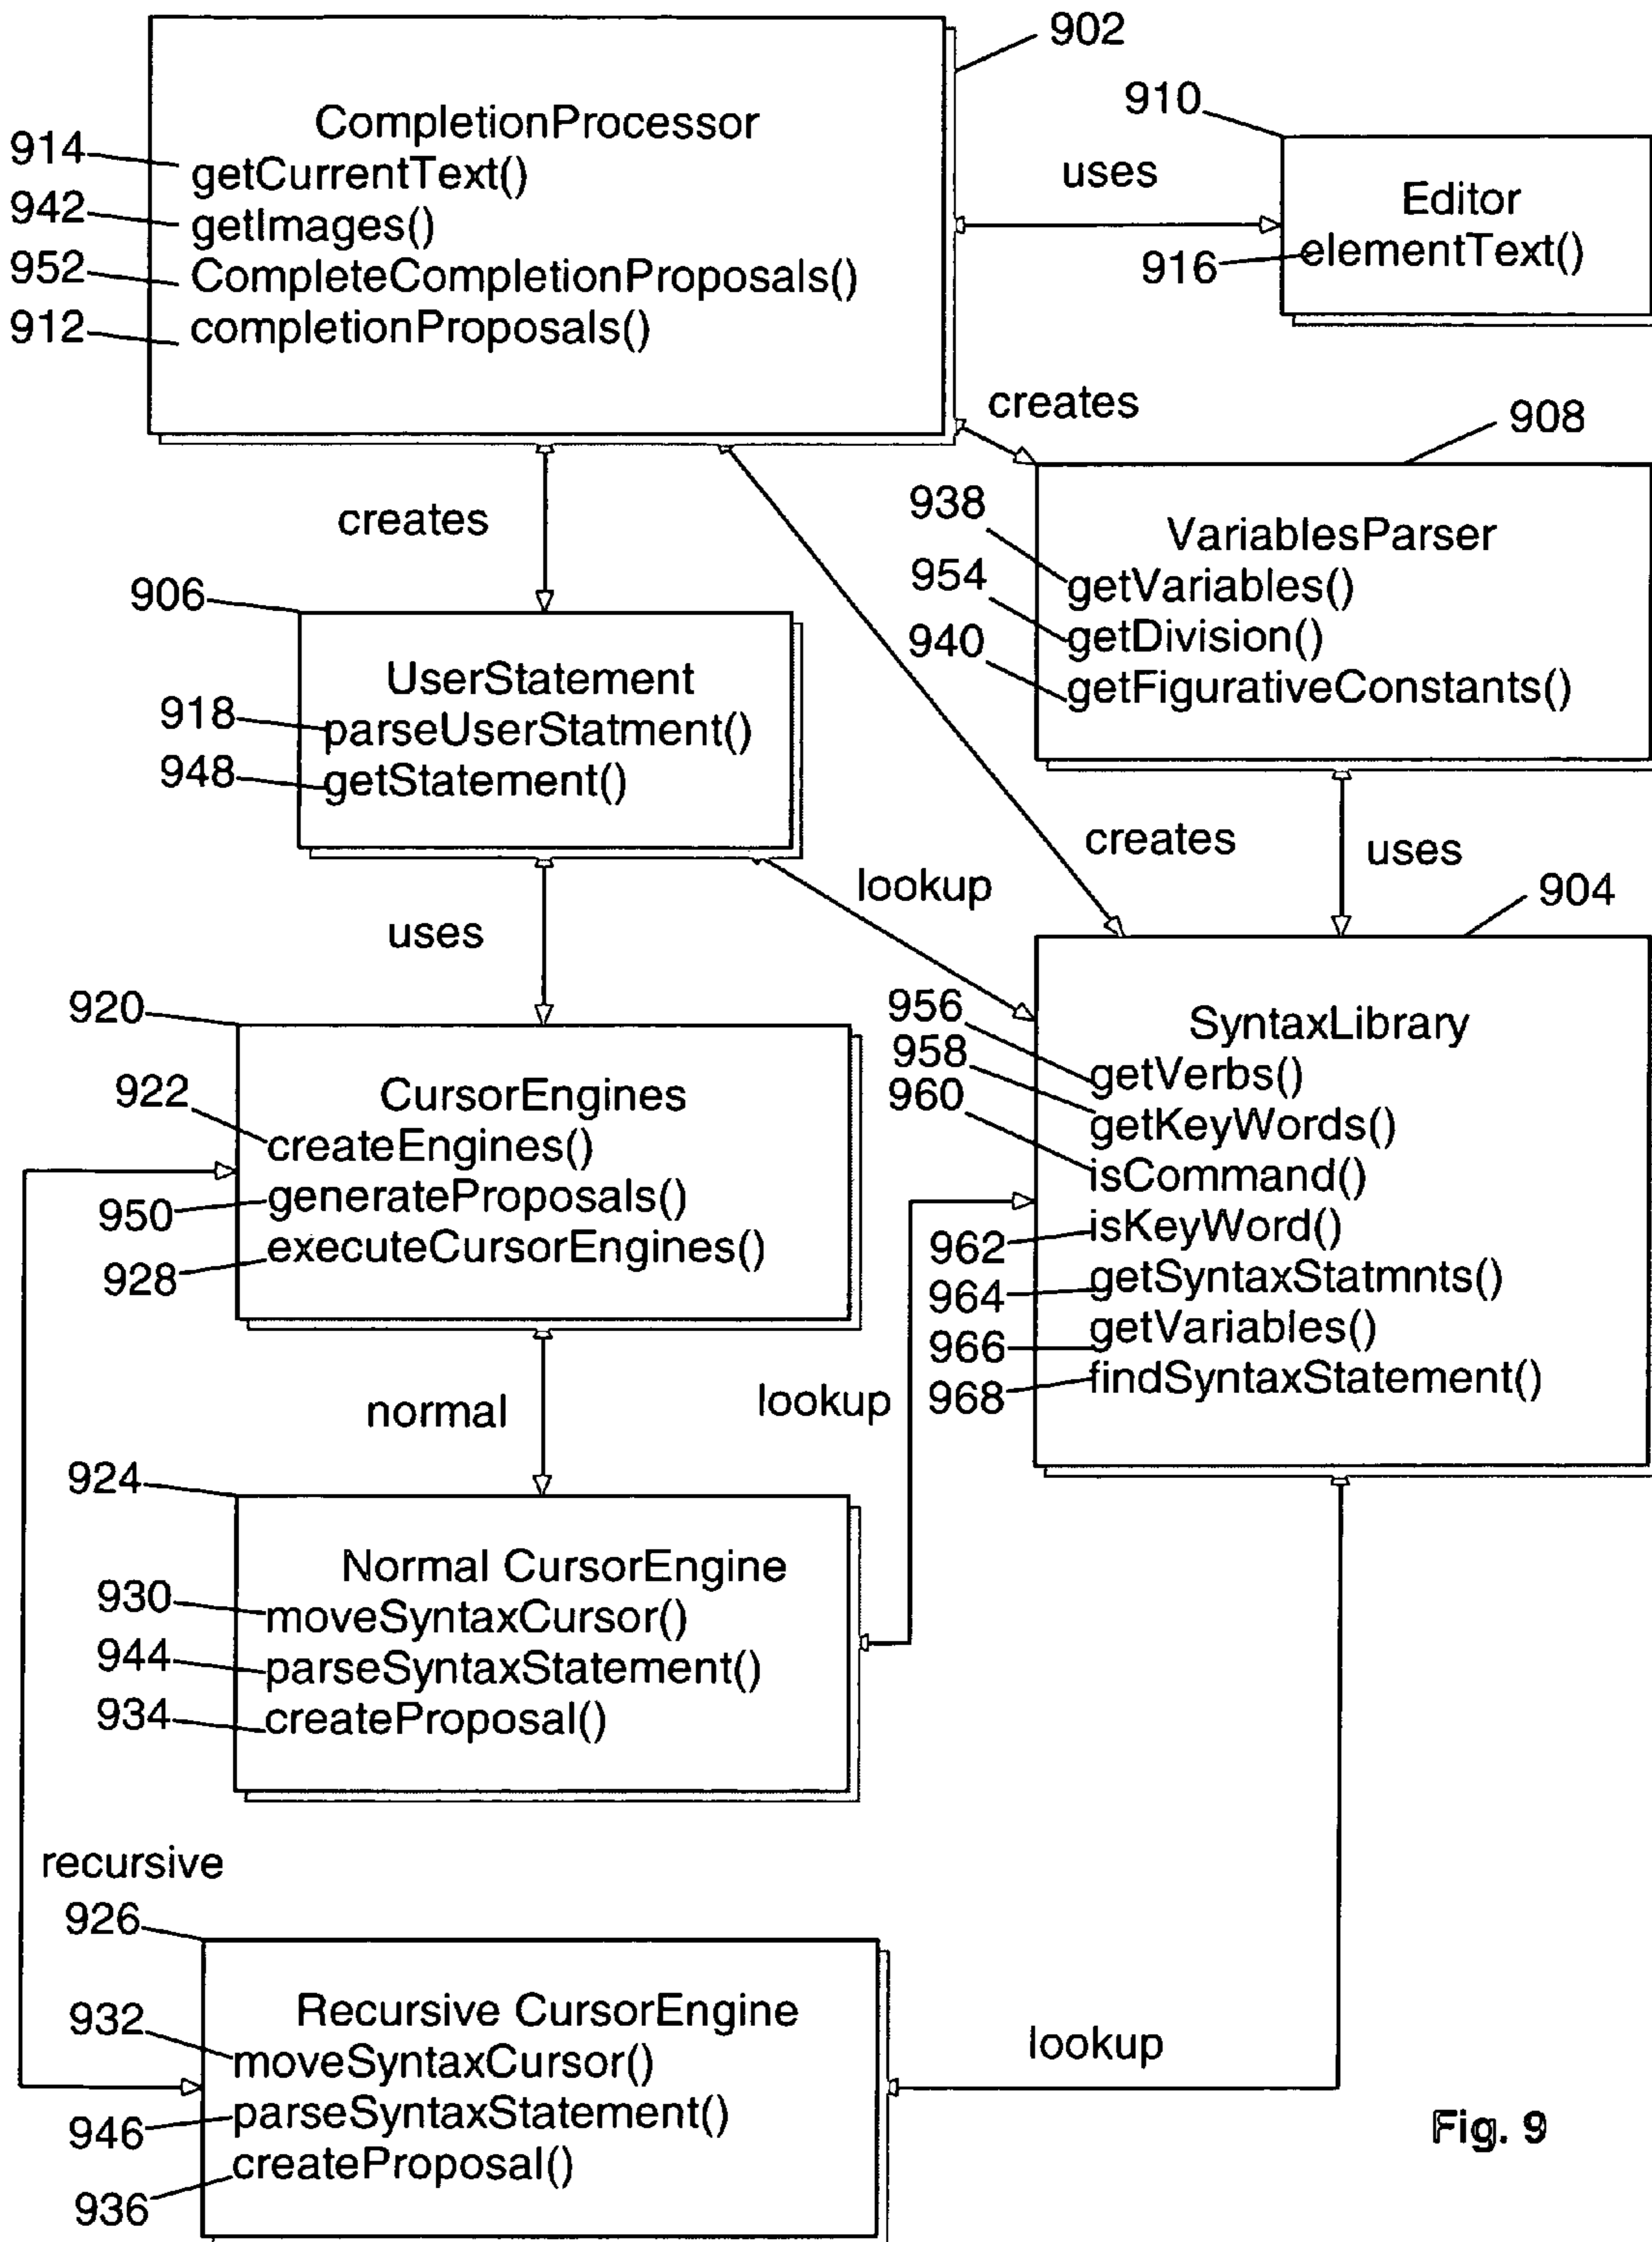 902
CompletionProcessor
914
getCurrentText()
942
getImages()
952
CompleteCompletionProposals()
912
completionProposals()
910
uses
Editor
916
elementText()
creates
908
938
VariablesParser
954
getVariables()
getDivision()
940
getFigurativeConstants()
creates
906
UserStatement
918
parseUserStatment()
948
getStatement()
creates
uses
lookup
904
uses
920
CursorEngines
922
createEngines()
950
generateProposals()
928
executeCursorEngines()
956
SyntaxLibrary
958
getVerbs()
960
getKeyWords()
isCommand()
962
isKeyWord()
964
getSyntaxStatmnts()
966
getVariables()
968
findSyntaxStatement()
normal
lookup
924
Normal CursorEngine
930
moveSyntaxCursor()
944
parseSyntaxStatement()
934
createProposal()
recursive
926
Recursive CursorEngine
932
moveSyntaxCursor()
946
parseSyntaxStatement()
936
createProposal()
lookup
Fig. 9